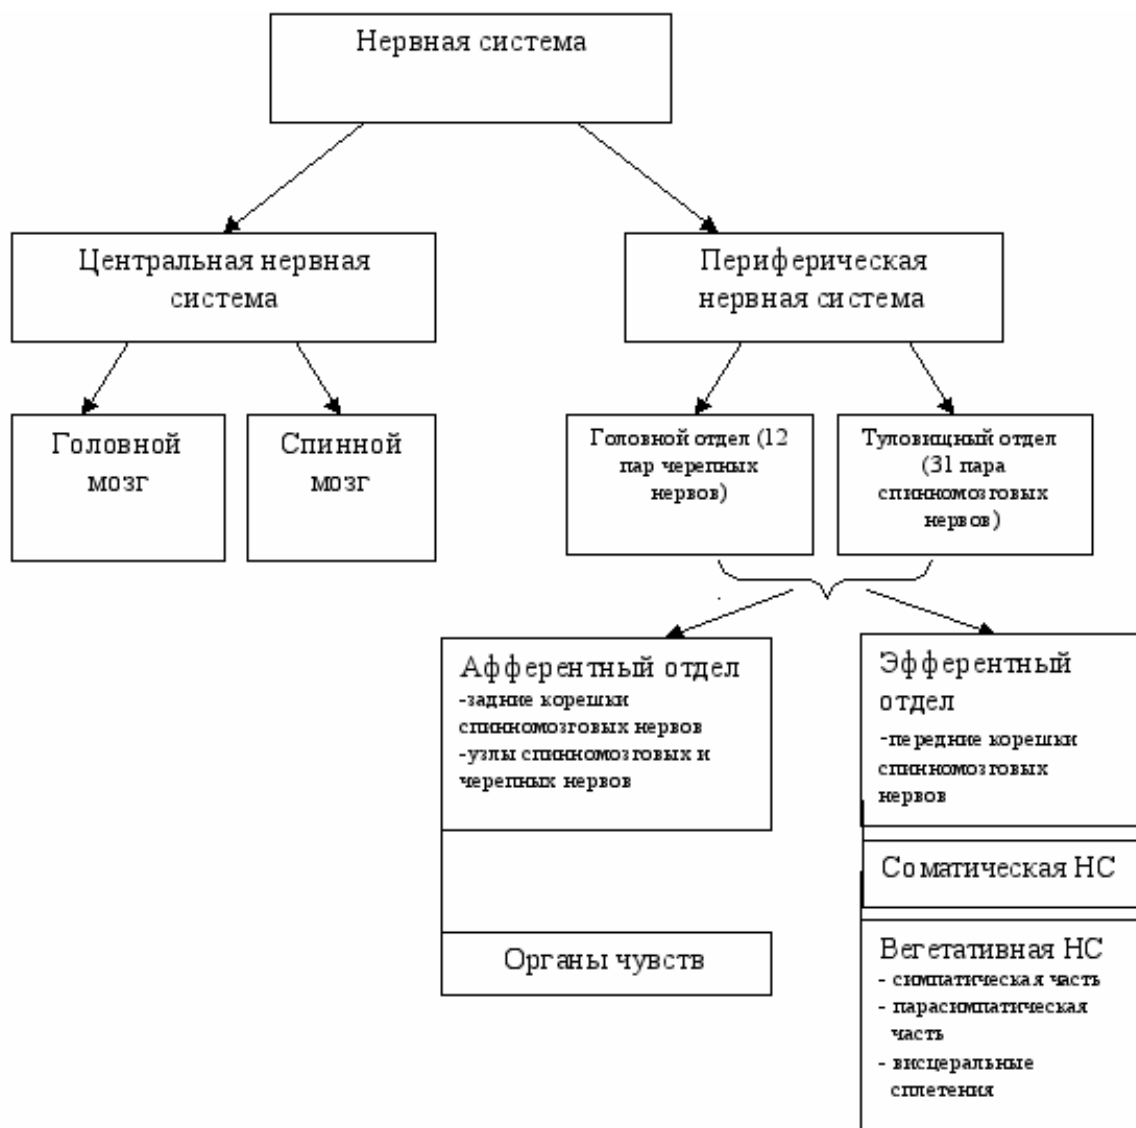 Нервная система
Центральная нервная
система
Периферическая
нервная система
Головной
мозг
Спинной
мозг
Головной отдел (12
пар черепных
нервов)
Туловищный отдел
(31 пара
спинномозговых
нервов)
Афферентный отдел
-задние корешки
спинномозговых нервов
-узлы спинномозговых и
черепных нервов
Эфферентный
отдел
-передние корешки
спинномозговых
нервов
Соматическая НС
Органы чувств
Вегетативная НС
- симпатическая часть
- парасимпатическая
часть
- висцеральные
сплетения